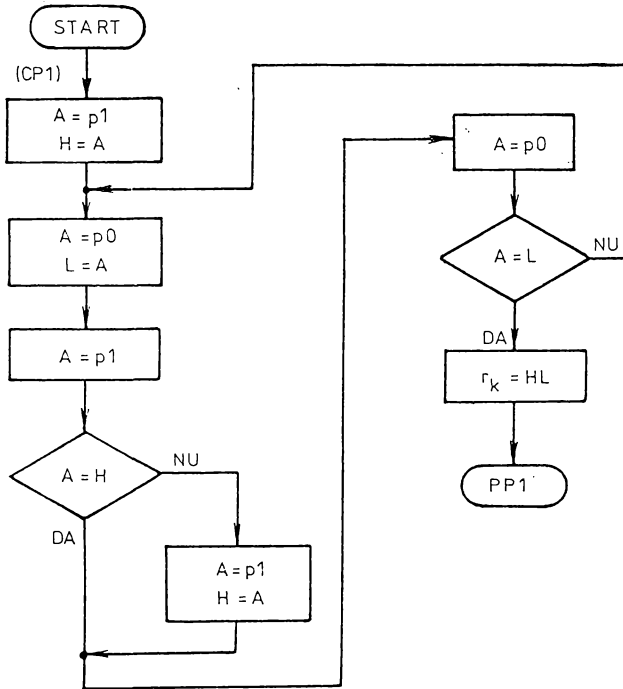 START
(CP1)
A = p1
H = A
A = p0
L = A
A = p1
A = H
NU
DA
A = p1
H = A
A = p0
A = L
NU
DA
r_k = HL
PP1